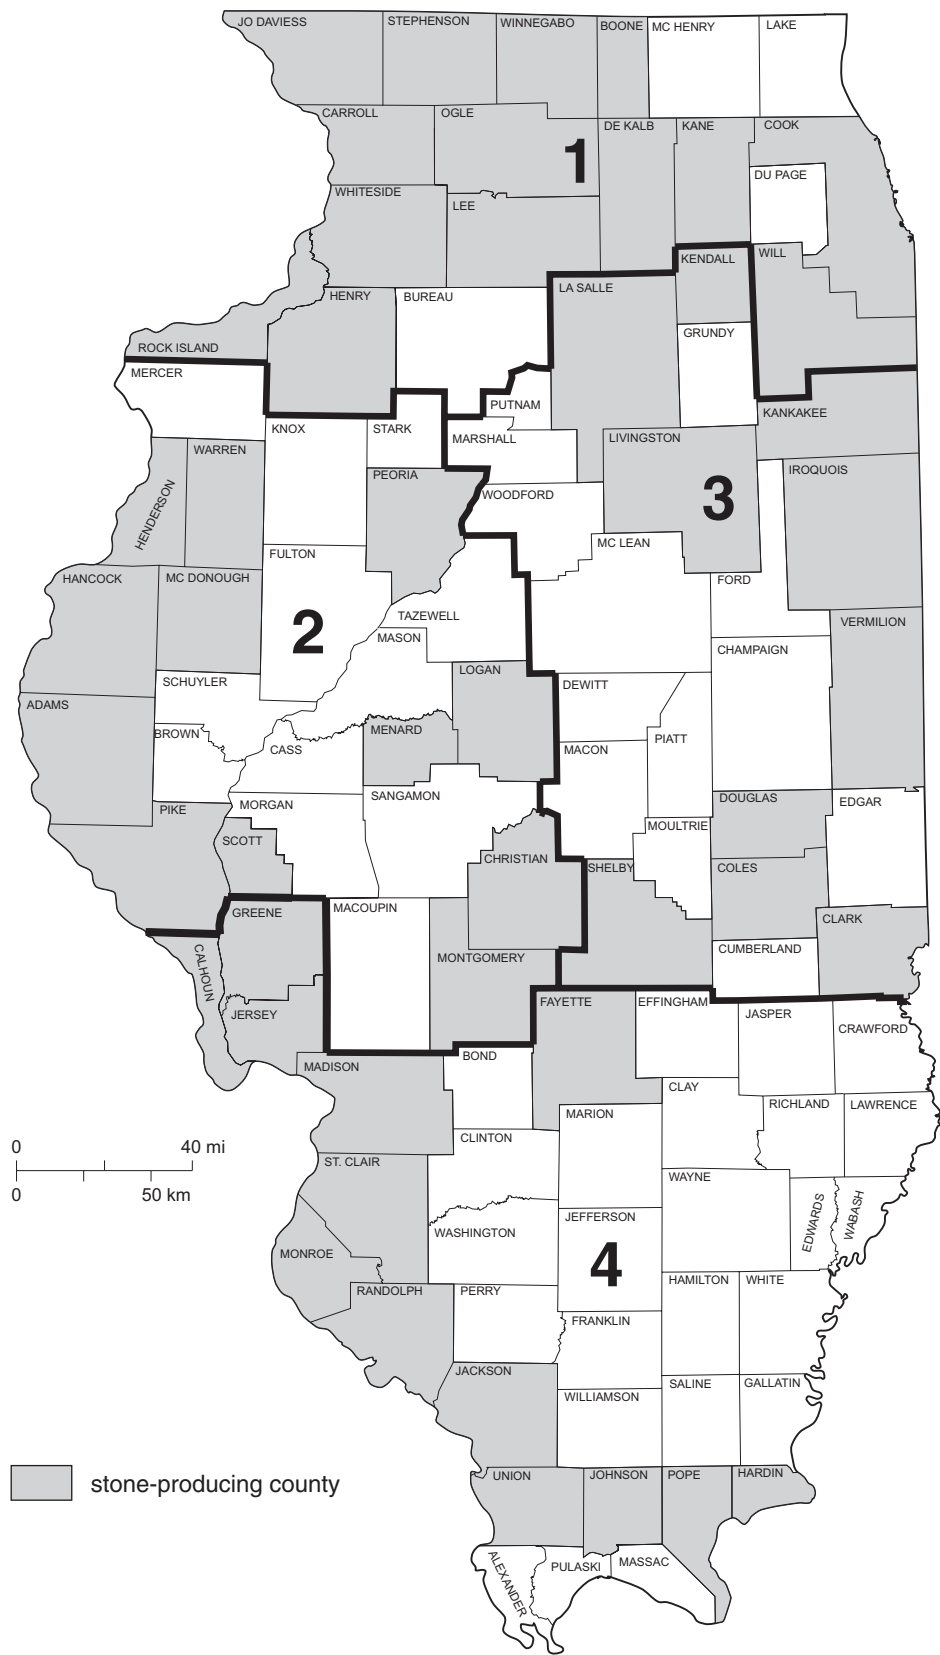 JO DAVIESS
STEPHENSON
WINNEGABO
BOONE
MC HENRY
LAKE
CARROLL
OGLE
DE KALB
KANE
COOK
1
DU PAGE
WHITESIDE
LEE
KENDALL
WILL
LA SALLE
HENRY
BUREAU
GRUNDY
ROCK ISLAND
MERCER
PUTNAM
KANKAKEE
KNOX
STARK
MARSHALL
LIVINGSTON
WARREN
PEORIA
IROQUOIS
HENDERSON
WOODFORD
3
MC LEAN
FULTON
HANCOCK
MC DONOUGH
FORD
TAZEWELL
VERMILION
2
MASON
CHAMPAIGN
LOGAN
SCHUYLER
DEWITT
ADAMS
MENARD
BROWN
CASS
MACON
PIATT
SANGAMON
DOUGLAS
EDGAR
PIKE
MORGAN
MOULTRIE
SCOTT
CHRISTIAN
SHELBY
COLES
GREENE
MACOUPIN
CLARK
CUMBERLAND
MONTGOMERY
CALHOUN
FAYETTE
EFFINGHAM
JERSEY
JASPER
CRAWFORD
BOND
MADISON
CLAY
RICHLAND
LAWRENCE
MARION
CLINTON
0 40 mi
0 50 km
ST. CLAIR
WAYNE
EDWARDS
WABASH
JEFFERSON
WASHINGTON
MONROE
4
HAMILTON
WHITE
RANDOLPH
PERRY
FRANKLIN
JACKSON
SALINE
GALLATIN
WILLIAMSON
stone-producing county
UNION
JOHNSON
POPE
HARDIN
ALEXANDER
PULASKI
MASSAC